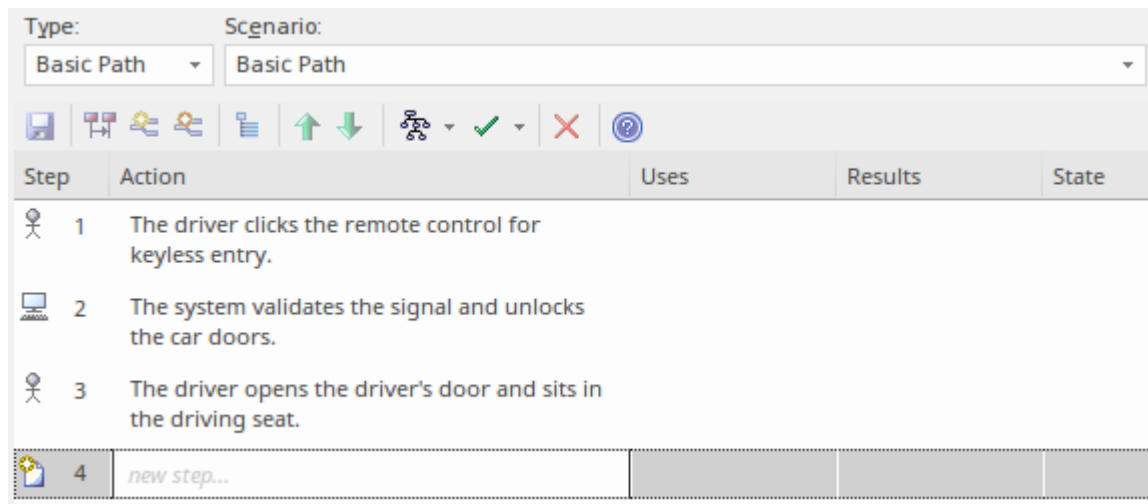 Type: Scenario:
Basic Path Basic Path
Step Action Uses Results State
1 The driver clicks the remote control for
keyless entry.
2 The system validates the signal and unlocks
the car doors.
3 The driver opens the driver's door and sits in
the driving seat.
4 new step...